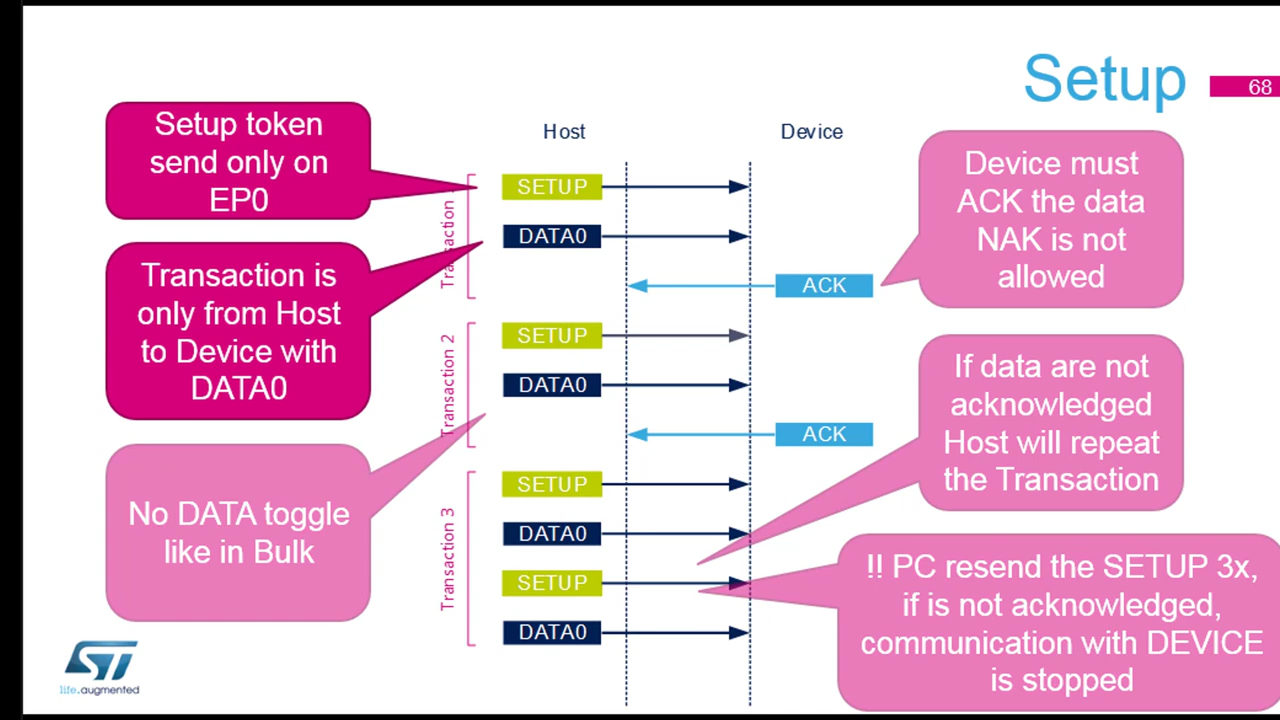 Setup
68
Setup token
send only on
EP0
Transaction is
only from Host
to Device with
DATA0
No DATA toggle
like in Bulk
Host
Device
SETUP
DATA0
ACK
SETUP
DATA0
ACK
SETUP
DATA0
SETUP
DATA0
Transaction
Transaction 2
Transaction 3
Device must
ACK the data
NAK is not
allowed
If data are not
acknowledged
Host will repeat
the Transaction
!! PC resend the SETUP 3x,
if is not acknowledged,
communication with DEVICE
is stopped
ST
life.augmented